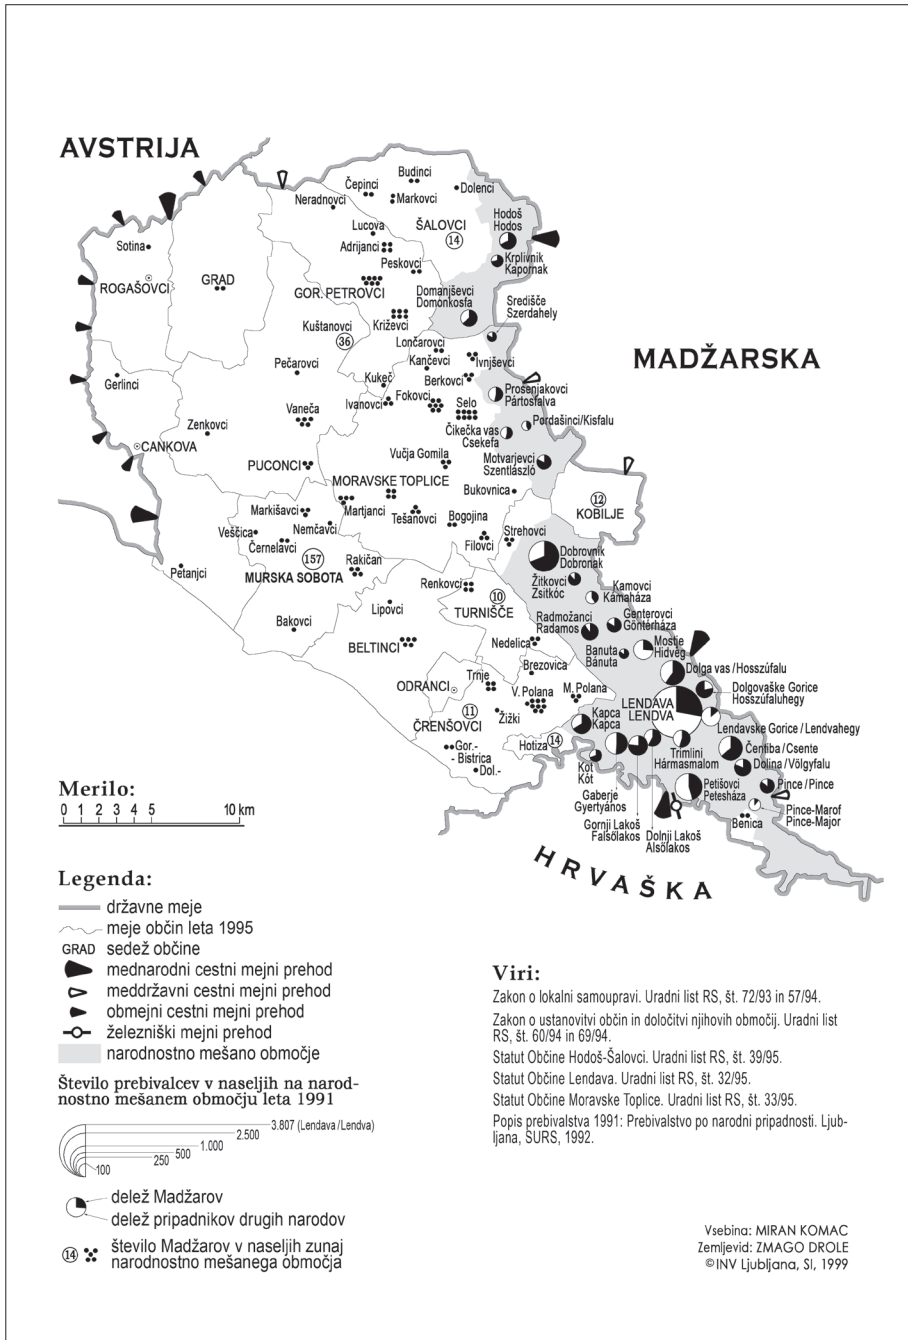 AVSTRIJA
Budinci
Čepinci
Dolenci
Neradnovci
Markovci
Hodoš
Hodos
Lucova
ŠALOVCI
14
Sotina
Adrijanci
Krplivnik
Kapornak
Peskovci
ROGAŠOVCI
GRAD
GOR. PETROVCI
Domanjševci
Domonkosfa
Središče
Szerdahely
Kuštanovci
Križevci
36
Lončarovci
MADŽARSKA
Kančevci
Ivnjševci
Pečarovci
Gerlinci
Kukeč
Berkovci
Prosenjakovci
Pártosfalva
Ivanovci
Fokovci
Selo
Vaneča
Zenkovci
Pordašinci/Kisfalu
Čikečka vas
Csekefa
CANKOVA
Vučja Gomila
Motvarjevci
Szentlászló
PUCONCI
MORAVSKE TOPLICE
Bukovnica
12
KOBILJE
Markišavci
Martjanci
Tešanovci
Bogojina
Nemčavci
Veščica
Strehovci
Černelavci
Filovci
Dobrovnik
Dobronak
157
Rakičan
Petanjci
MURSKA SOBOTA
Žitkovci
Zsitkóc
Renkovci
Kamovci
Kámaháza
10
Lipovci
TURNIŠČE
Radmožanci
Radamos
Genterovci
Göntérháza
Bakovci
BELTINCI
Nedelica
Mostje
Hidvég
Banuta
Bánuta
Brezovica
Dolga vas/Hosszúfalu
ODRANCI
Trnje
V. Polana
M. Polana
LENDAVA
LENDVA
Dolgovaške Gorice
Hosszúfaluhegy
11
Žižki
Kapca
Kapca
Lendavske Gorice/Lendvahegy
ČRENŠOVCI
Hotiza
14
Gor.-
- Bistrica
Dol.-
Kot
Kót
Trimlini
Hármasmalom
Čentiba/Csente
Dolina/Völgyfalu
Gaberje
Gyertyános
Petišovci
Petesháza
Pince/Pince
Gornji Lakoš
Falsőlakos
Dolnji Lakoš
Alsőlakos
Benica
Pince-Marof
Pince-Major
HRVAŠKA
Merilo:
0 1 2 3 4 5 10 km
Legenda:
državne meje
meje občin leta 1995
GRAD sedež občine
mednarodni cestni mejni prehod
meddržavni cestni mejni prehod
obmejni cestni mejni prehod
železniški mejni prehod
narodnostno mešano območje
Število prebivalcev v naseljih na narod-
nostno mešanem območju leta 1991
3.807 (Lendava/Lendva)
2.500
1.000
500
250
100
delež Madžarov
delež pripadnikov drugih narodov
14 število Madžarov v naseljih zunaj
narodnostno mešanega območja
Viri:
Zakon o lokalni samoupravi. Uradni list RS, št. 72/93 in 57/94.
Zakon o ustanovitvi občin in določitvi njihovih območij. Uradni list
RS, št. 60/94 in 69/94.
Statut Občine Hodoš-Šalovci. Uradni list RS, št. 39/95.
Statut Občine Lendava. Uradni list RS, št. 32/95.
Statut Občine Moravske Toplice. Uradni list RS, št. 33/95.
Popis prebivalstva 1991: Prebivalstvo po narodni pripadnosti. Ljub-
ljana, SURS, 1992.
Vsebina: MIRAN KOMAC
Zemljevid: ZMAGO DROLE
©INV Ljubljana, SI, 1999